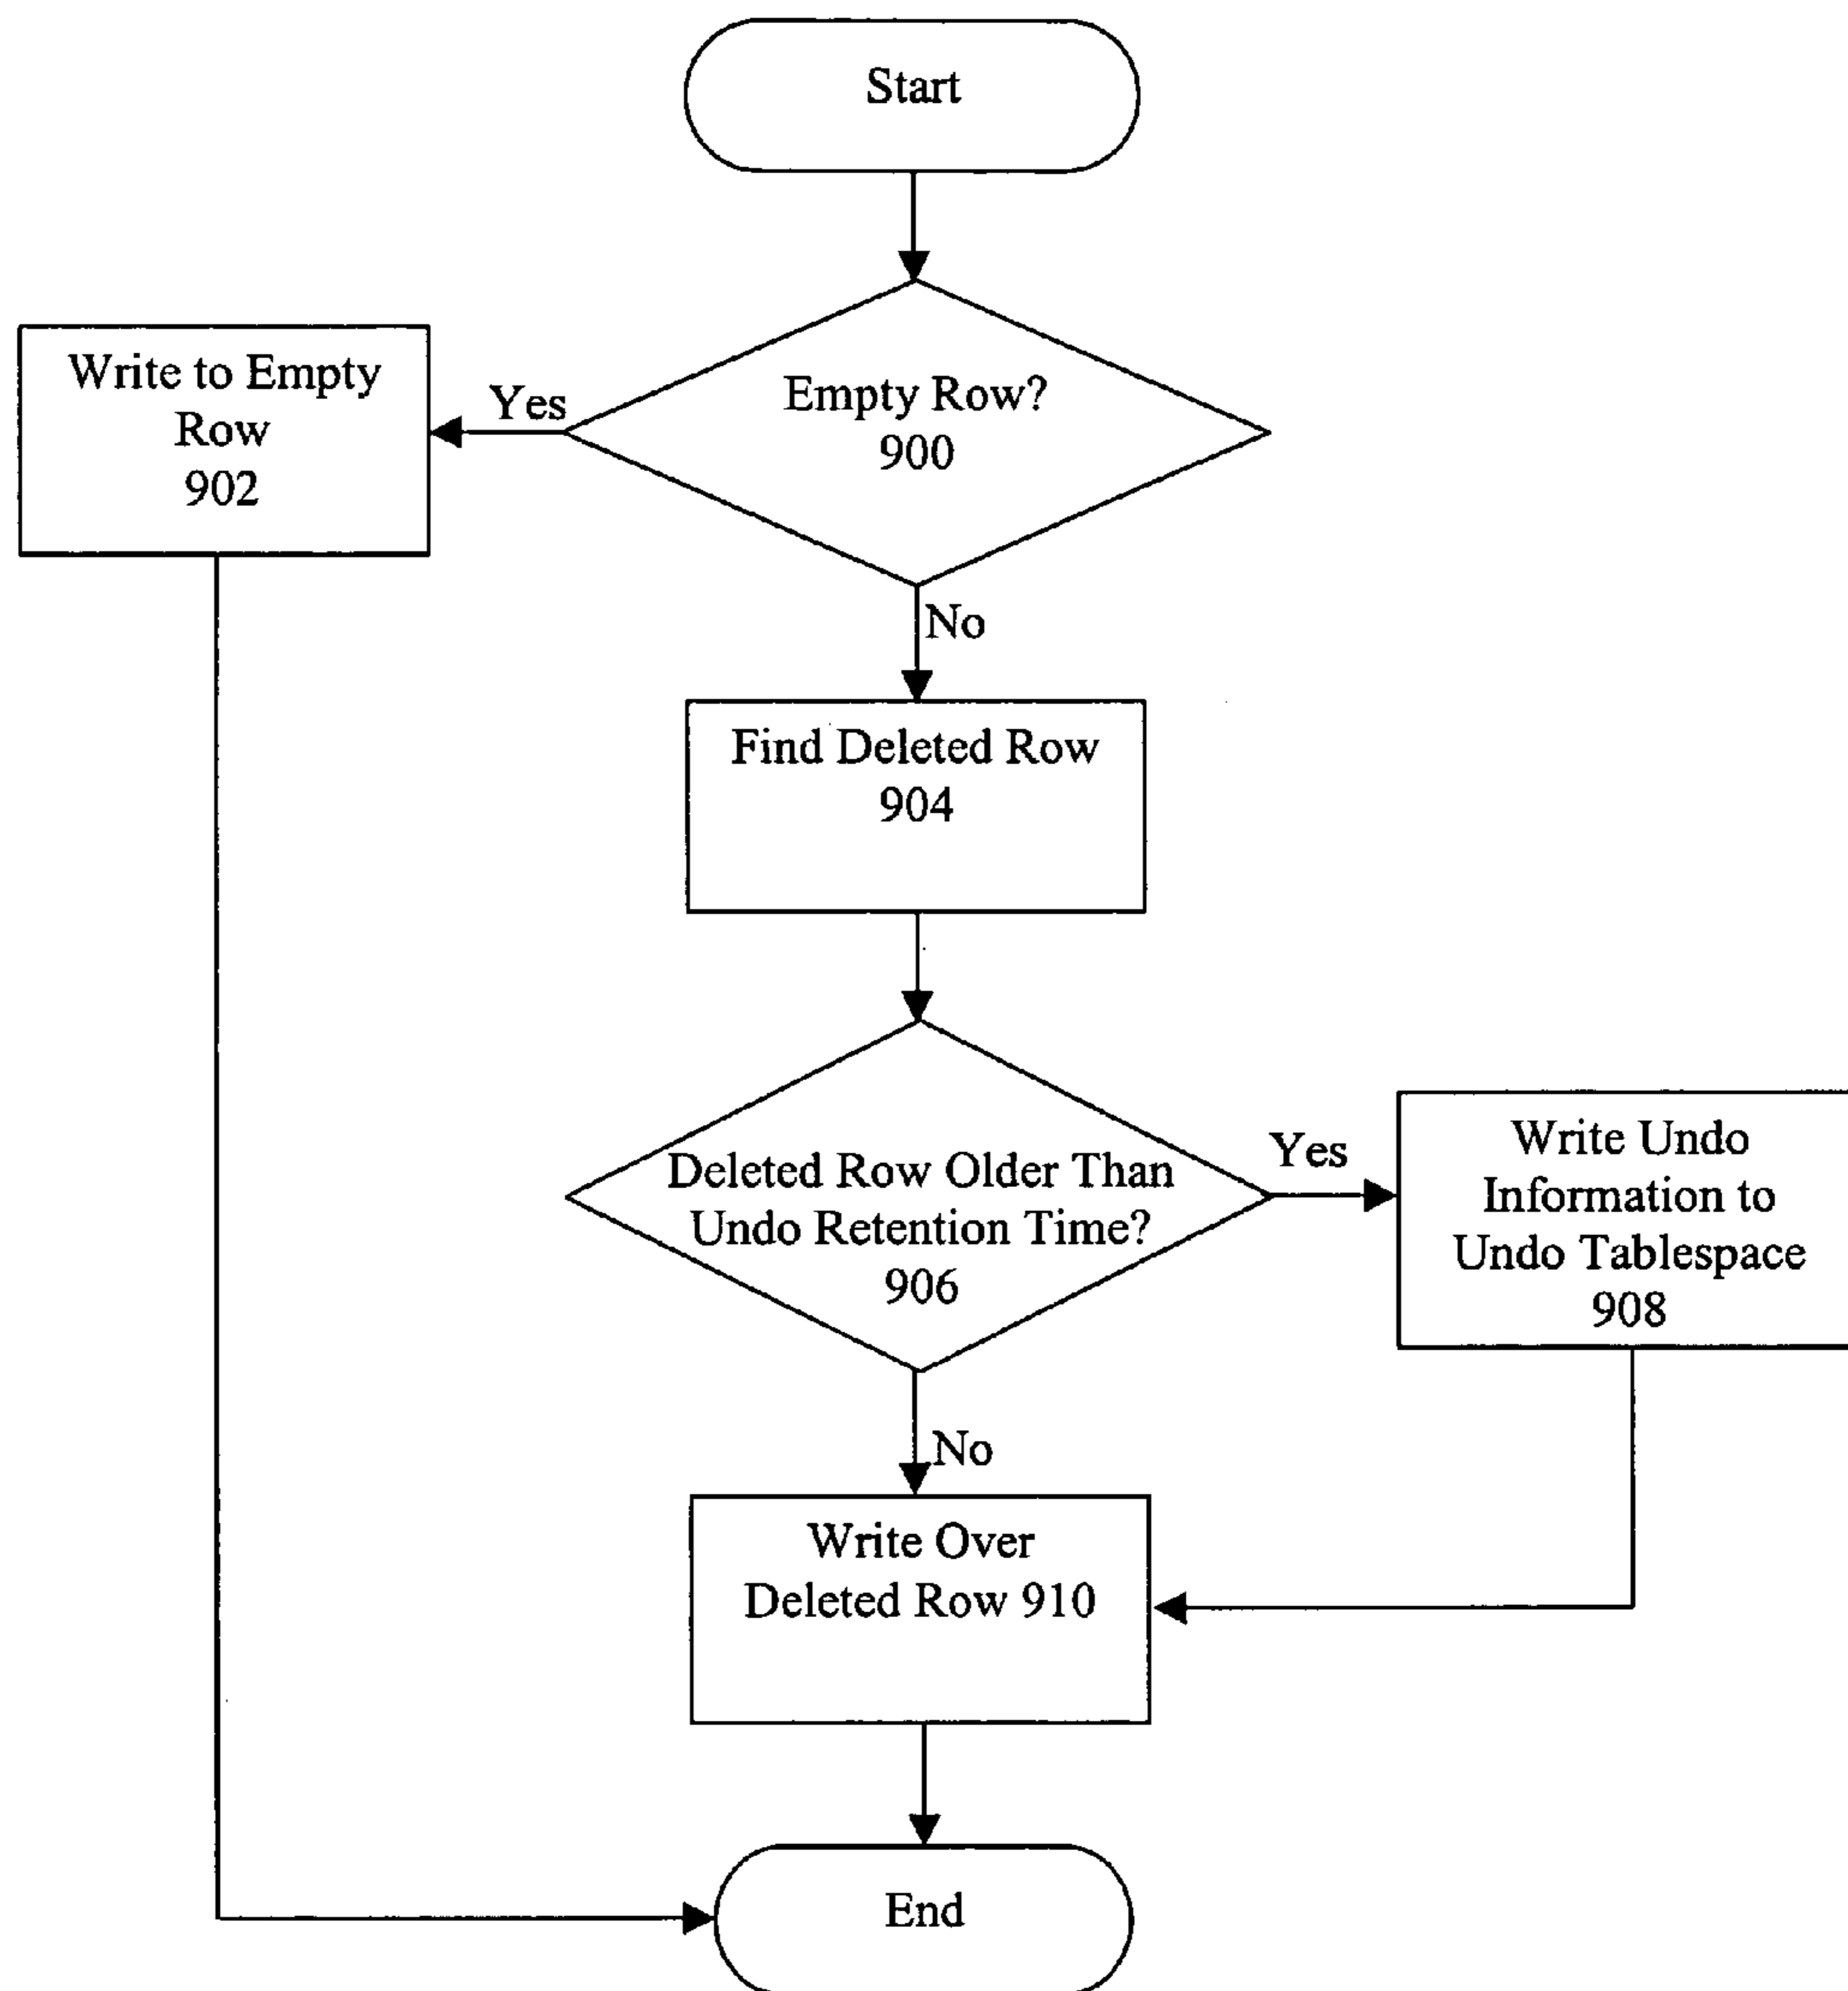 Start
Empty Row?
900
Yes
Write to Empty
Row
902
No
Find Deleted Row
904
Deleted Row Older Than
Undo Retention Time?
906
Yes
Write Undo
Information to
Undo Tablespace
908
No
Write Over
Deleted Row 910
End